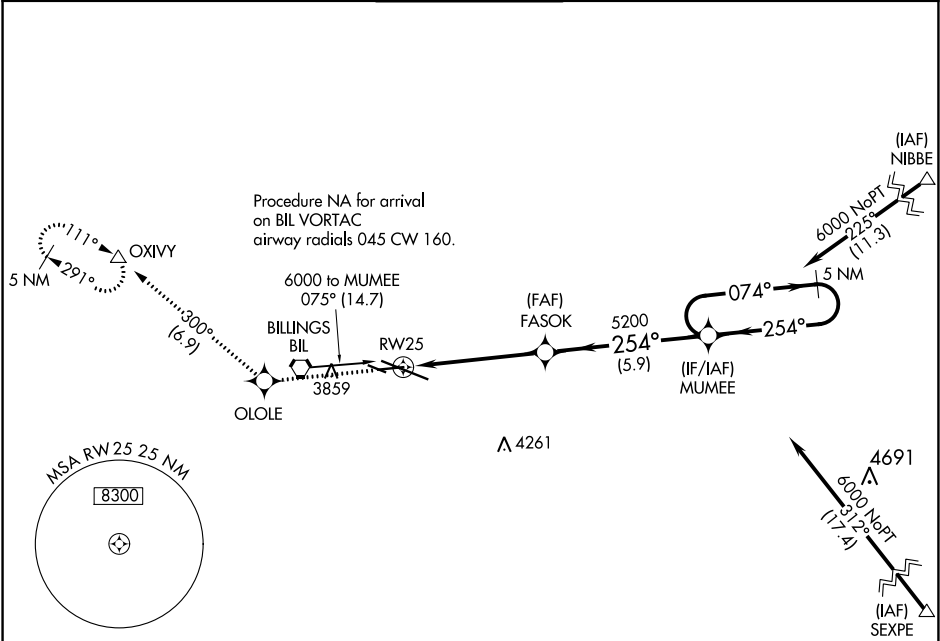 (IAF)
NIBBE
6000 NoPT
225°
(11.3)
Procedure NA for arrival
on BIL VORTAC
airway radials 045 CW 160.
111°
OXIVY
5 NM
291°
6000 to MUMEE
075° (14.7)
5 NM
074°
300°
(6.9)
(FAF)
FASOK
5200
254°
(5.9)
254°
BILLINGS
BIL
RW25
(IF/IAF)
MUMEE
3859
OLOLE
4261
4691
MSA RW25 25 NM
8300
6000 NoPT
312°
(17.4)
(IAF)
SEXPE